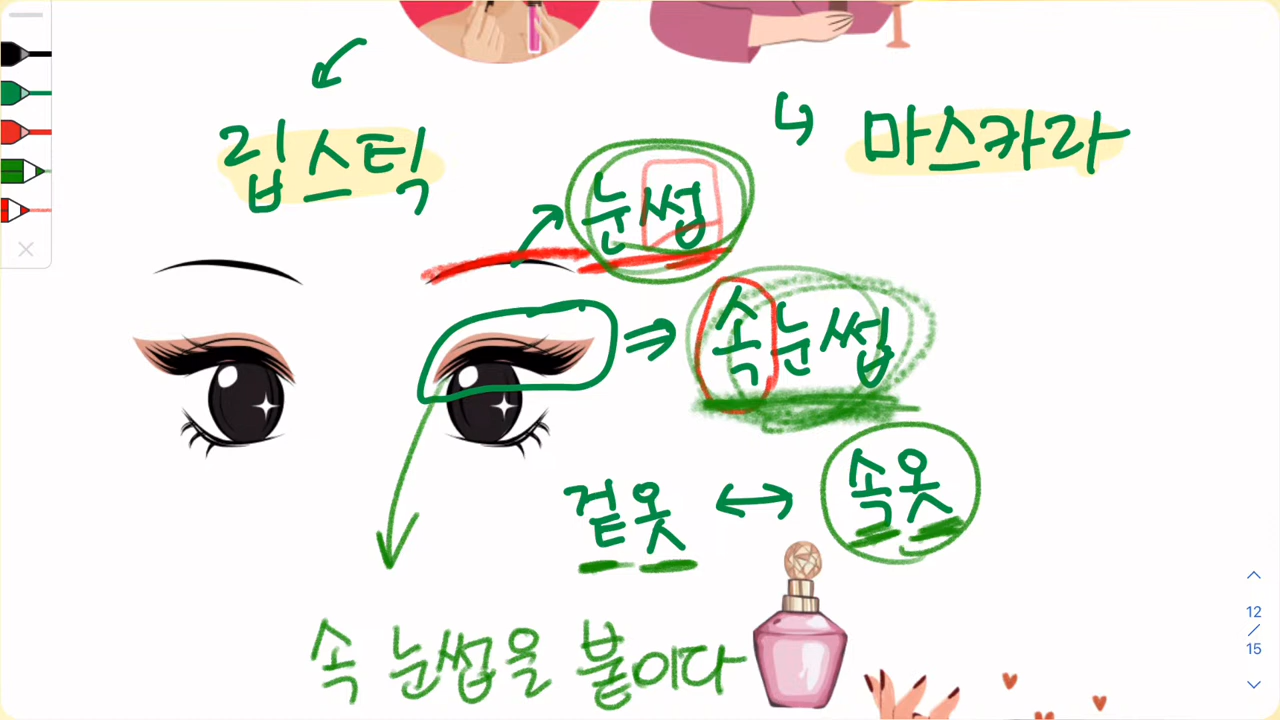 립스틱
마스카라
눈썹
속눈썹
겉옷 ↔ 속옷
속 눈썹을 붙이다
12
/
15